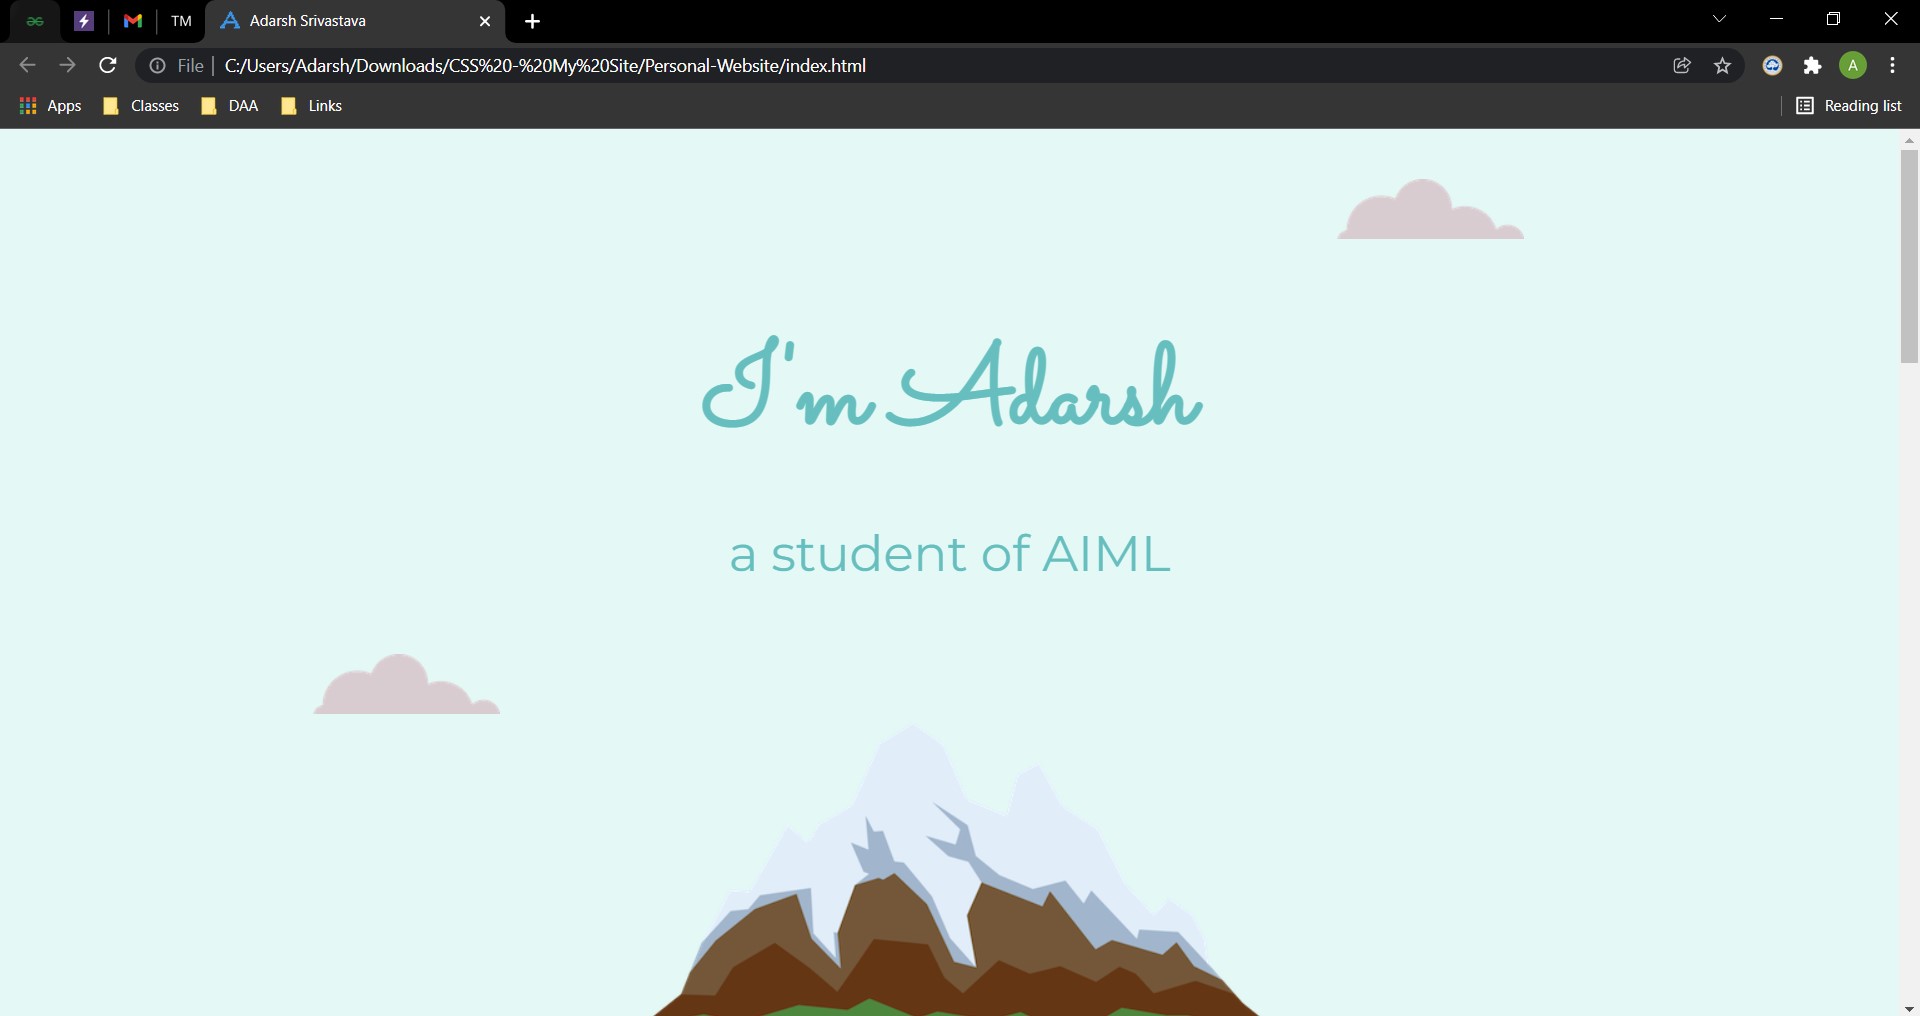 TM
Adarsh Srivastava
File
C:/Users/Adarsh/Downloads/CSS%20-%20My%20Site/Personal-Website/index.html
A
Apps
Classes
DAA
Links
Reading list
I'm Adarsh
a student of AIML